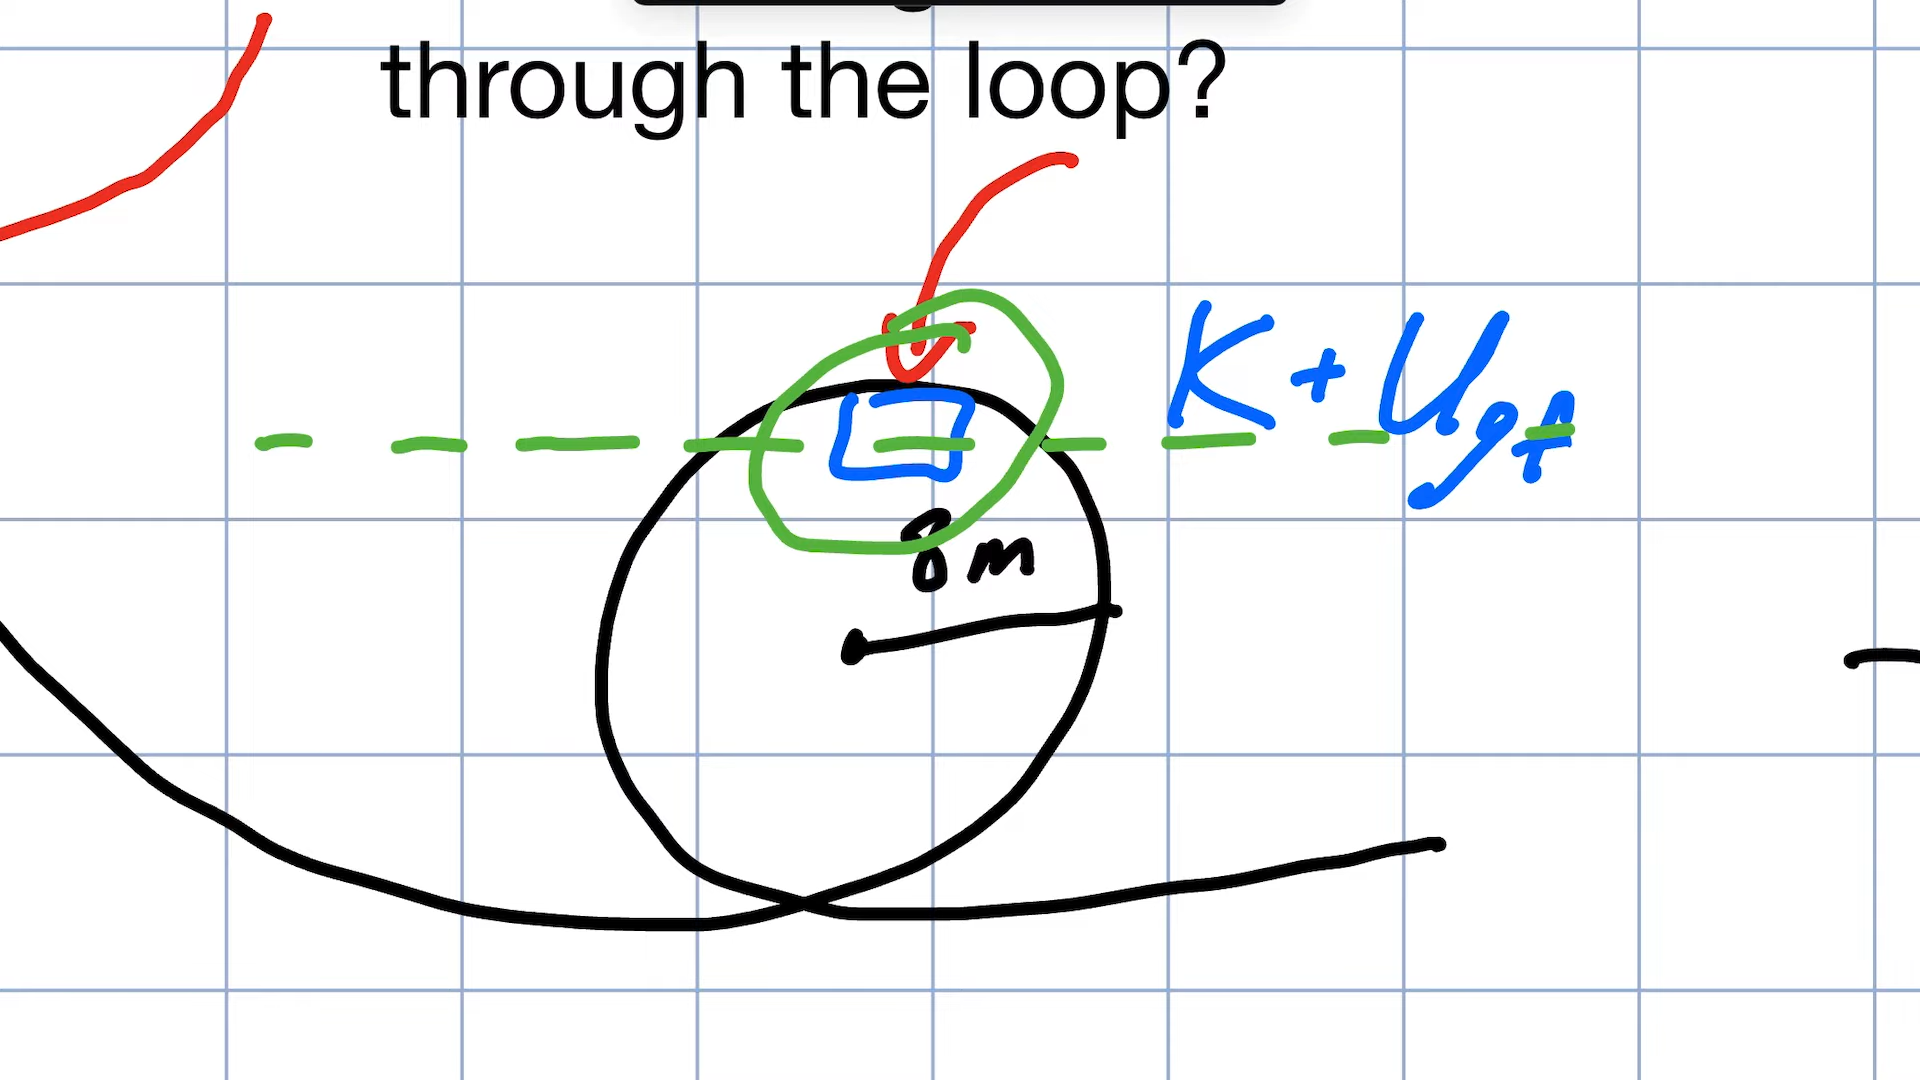 through the loop?
K + Ugf
8m